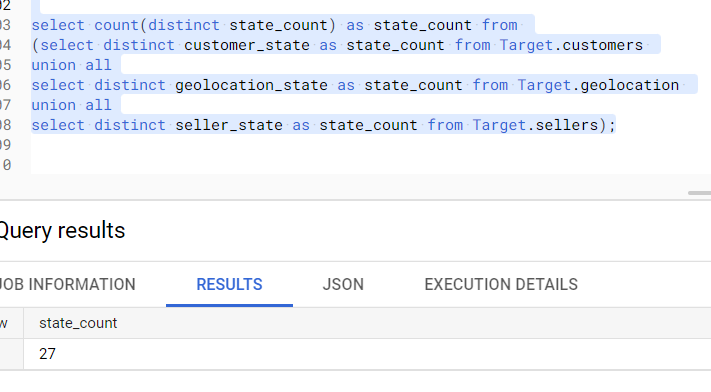 02
03 select count(distinct state_count) as state_count from
04 (select distinct customer_state as state_count from Target.customers
05 union all
06 select distinct geolocation_state as state_count from Target.geolocation
07 union all
08 select distinct seller_state as state_count from Target.sellers);
09
0
Query results
JOB INFORMATION RESULTS JSON EXECUTION DETAILS
w state_count
27